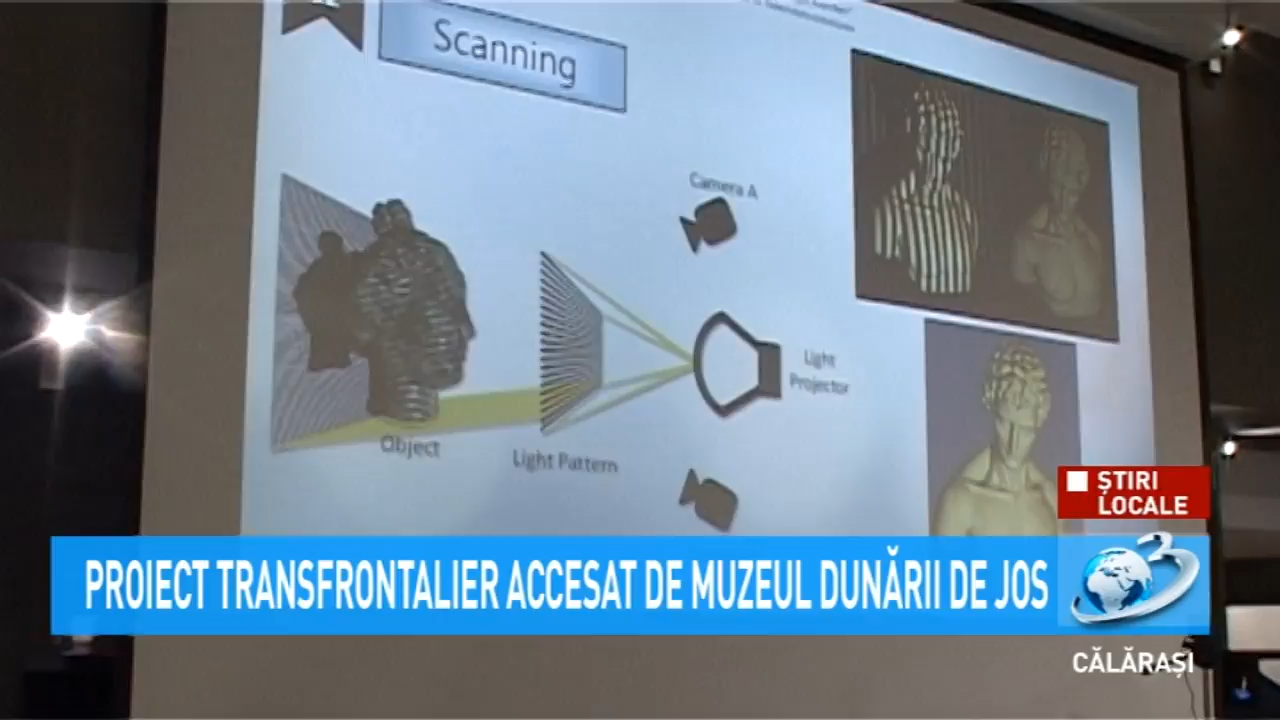 Scanning
Camera A
Light
Projector
Object
Light Pattern
ȘTIRI
LOCALE
PROIECT TRANSFRONTALIER ACCESAT DE MUZEUL DUNĂRII DE JOS
3
CĂLĂRAȘI